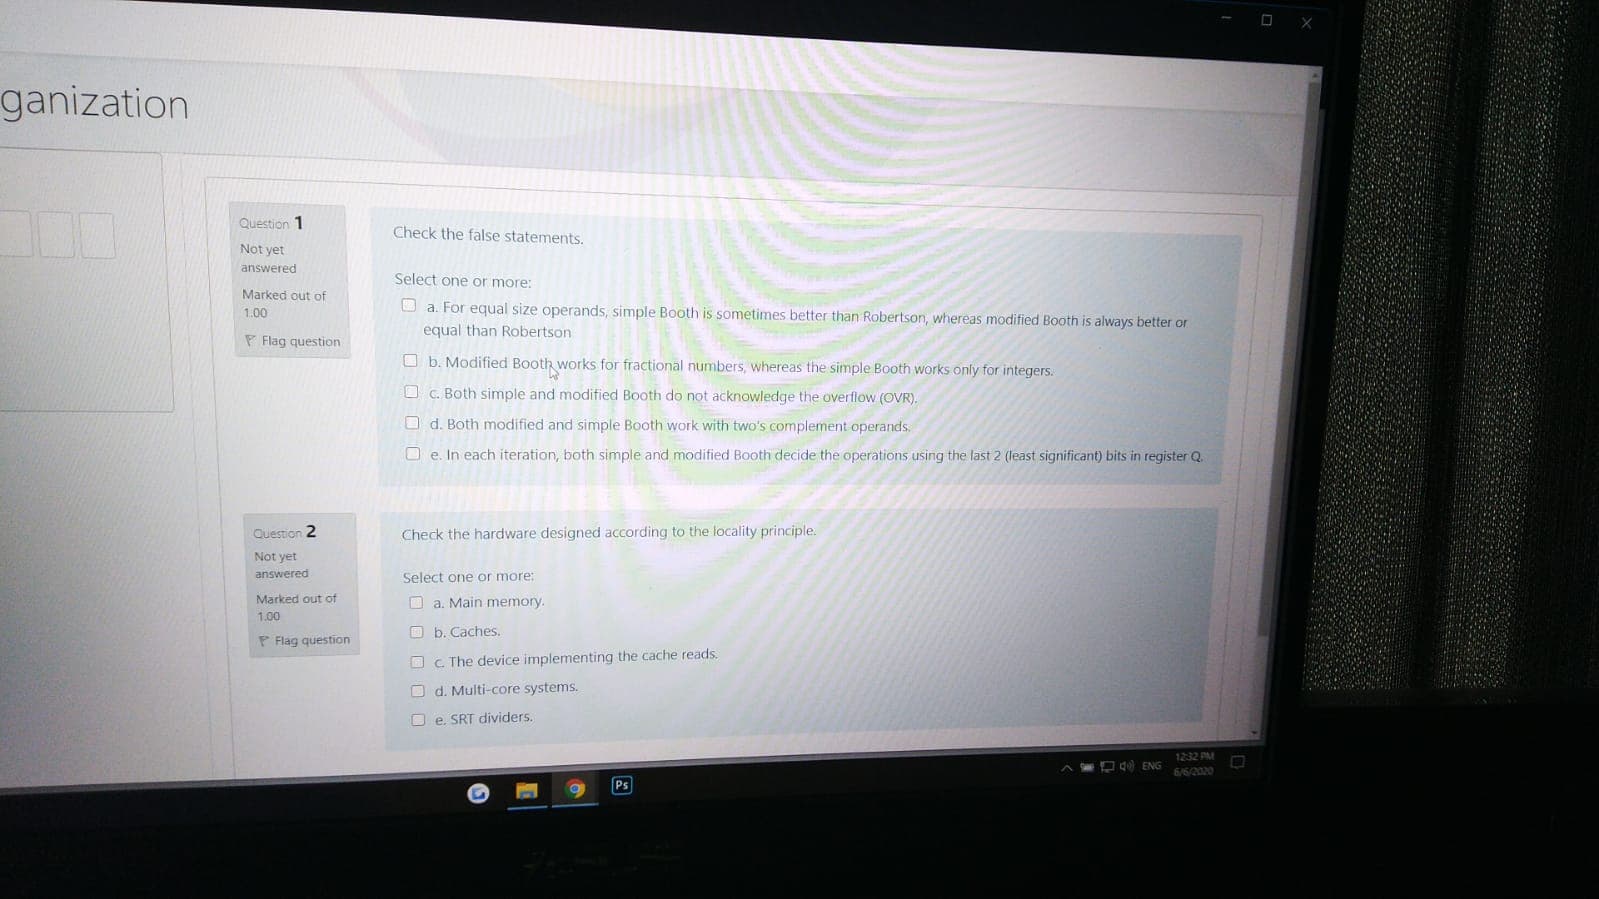 ganization
Question 1
Not yet
answered
Marked out of
1.00
Flag question
Check the false statements.
Select one or more:
a. For equal size operands, simple Booth is sometimes better than Robertson, whereas modified Booth is always better or
equal than Robertson
b. Modified Booth works for fractional numbers, whereas the simple Booth works only for integers.
c. Both simple and modified Booth do not acknowledge the overflow (OVR).
d. Both modified and simple Booth work with two's complement operands.
e. In each iteration, both simple and modified Booth decide the operations using the last 2 (least significant) bits in register Q.
Question 2
Not yet
answered
Marked out of
1.00
Flag question
Check the hardware designed according to the locality principle.
Select one or more:
a. Main memory.
b. Caches.
c. The device implementing the cache reads.
d. Multi-core systems.
e. SRT dividers.
Ps
ENG
12:32 PM
6/6/2020